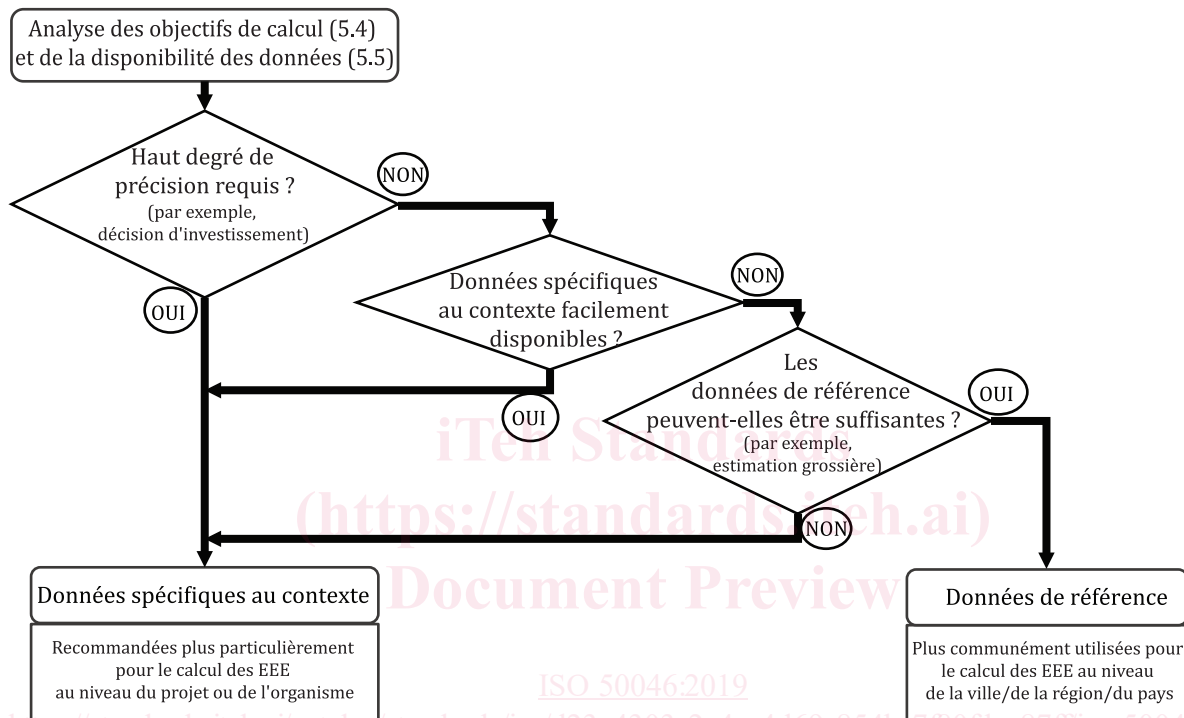 Analyse des objectifs de calcul (5.4)
et de la disponibilité des données (5.5)
Haut degré de
précision requis ?
(par exemple,
décision d'investissement)
NON
OUI
Données spécifiques
au contexte facilement
disponibles ?
NON
OUI
Les
données de référence
peuvent-elles être suffisantes ?
(par exemple,
estimation grossière)
OUI
NON
iTeh Standards
(https://standards.iteh.ai)
Document Preview
Données spécifiques au contexte
Recommandées plus particulièrement
pour le calcul des EEE
au niveau du projet ou de l'organisme
Données de référence
Plus communément utilisées pour
le calcul des EEE au niveau
de la ville/de la région/du pays
ISO 50046:2019